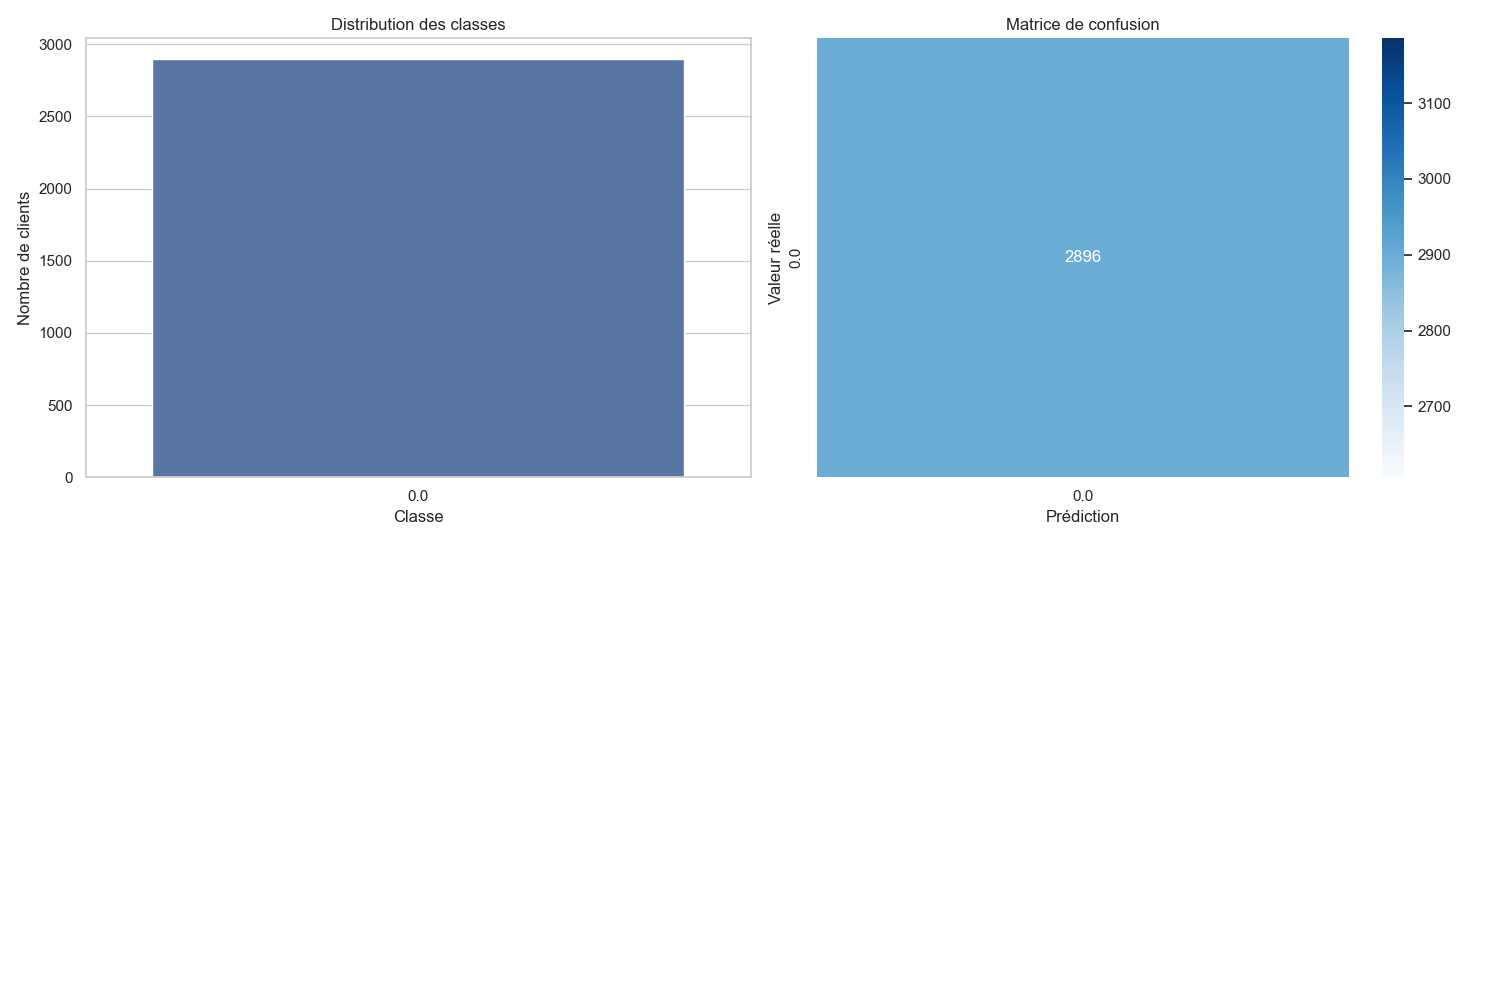 Distribution des classes
3000
2500
2000
1500
1000
500
0
Nombre de clients
0.0
Classe
Matrice de confusion
Valeur réelle
0.0
2896
0.0
Prédiction
3100
3000
2900
2800
2700